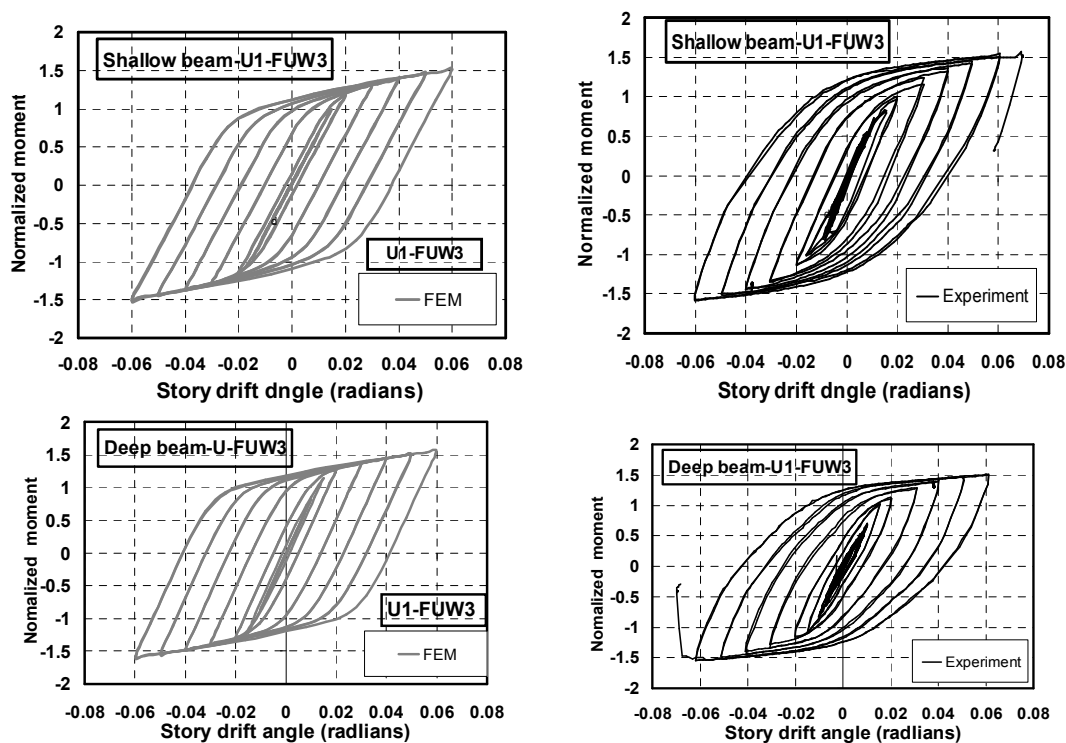 Shallow beam-U1-FUW3
2
1.5
1
0.5
0
-0.5
-1
-1.5
-2
Normalized moment
U1-FUW3
FEM
-0.08 -0.06 -0.04 -0.02 0 0.02 0.04 0.06 0.08
Story drift dngle (radians)
Shallow beam-U1-FUW3
2
1.5
1
0.5
0
-0.5
-1
-1.5
-2
Normalized moment
Experiment
-0.08 -0.06 -0.04 -0.02 0 0.02 0.04 0.06 0.08
Story drift dngle (radians)
Deep beam-U-FUW3
2
1.5
1
0.5
0
-0.5
-1
-1.5
-2
Normalized moment
U1-FUW3
FEM
-0.08 -0.06 -0.04 -0.02 0 0.02 0.04 0.06 0.08
Story drift angle (radlians)
Deep beam-U1-FUW3
2
1.5
1
0.5
0
-0.5
-1
-1.5
-2
Nomalized moment
Experiment
-0.08 -0.06 -0.04 -0.02 0 0.02 0.04 0.06 0.08
Story drift angle (radlians)